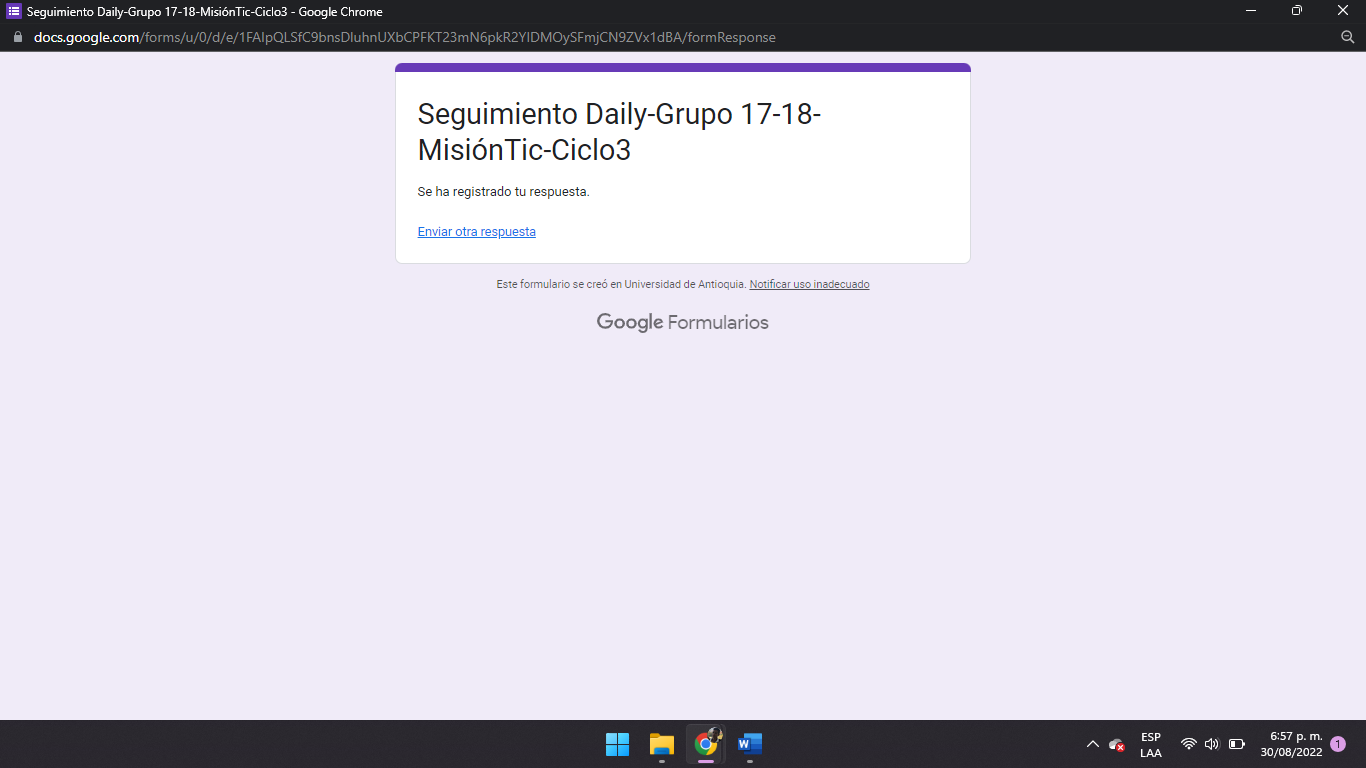 Seguimiento Daily-Grupo 17-18-MisiónTic-Ciclo3 - Google Chrome
docs.google.com/forms/u/0/d/e/1FAIpQLSfC9bnsDluhnUXbCPFKT23mN6pkR2YlDMOySFmjCN9ZVx1dBA/formResponse
Seguimiento Daily-Grupo 17-18-
MisiónTic-Ciclo3
Se ha registrado tu respuesta.
Enviar otra respuesta
Este formulario se creó en Universidad de Antioquia. Notificar uso inadecuado
Google Formularios
W
ESP
LAA
6:57 p. m.
30/08/2022
1